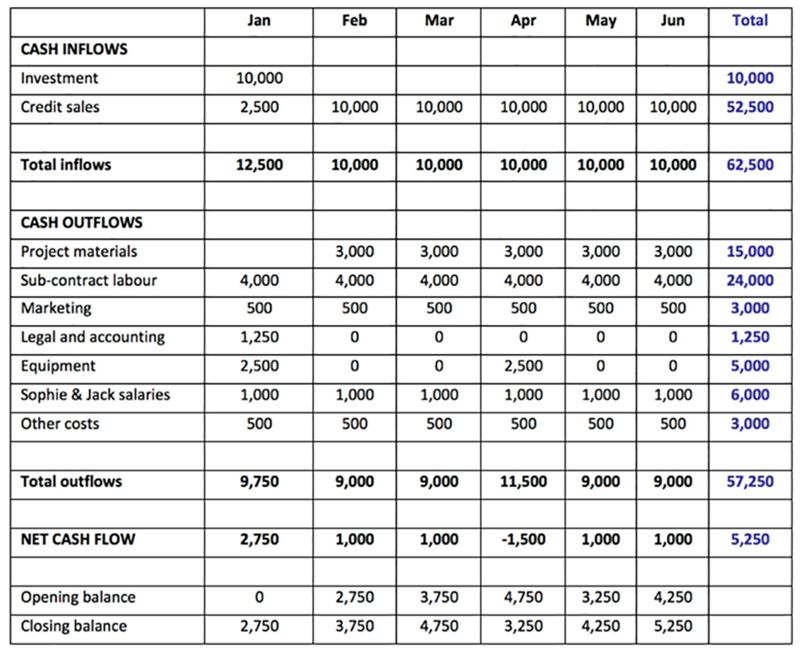 Jan Feb Mar Apr May Jun Total
CASH INFLOWS
Investment 10,000 10,000
Credit sales 2,500 10,000 10,000 10,000 10,000 10,000 52,500
Total inflows 12,500 10,000 10,000 10,000 10,000 10,000 62,500
CASH OUTFLOWS
Project materials 3,000 3,000 3,000 3,000 3,000 15,000
Sub-contract labour 4,000 4,000 4,000 4,000 4,000 4,000 24,000
Marketing 500 500 500 500 500 500 3,000
Legal and accounting 1,250 0 0 0 0 0 1,250
Equipment 2,500 0 0 2,500 0 0 5,000
Sophie & Jack salaries 1,000 1,000 1,000 1,000 1,000 1,000 6,000
Other costs 500 500 500 500 500 500 3,000
Total outflows 9,750 9,000 9,000 11,500 9,000 9,000 57,250
NET CASH FLOW 2,750 1,000 1,000 -1,500 1,000 1,000 5,250
Opening balance 0 2,750 3,750 4,750 3,250 4,250
Closing balance 2,750 3,750 4,750 3,250 4,250 5,250